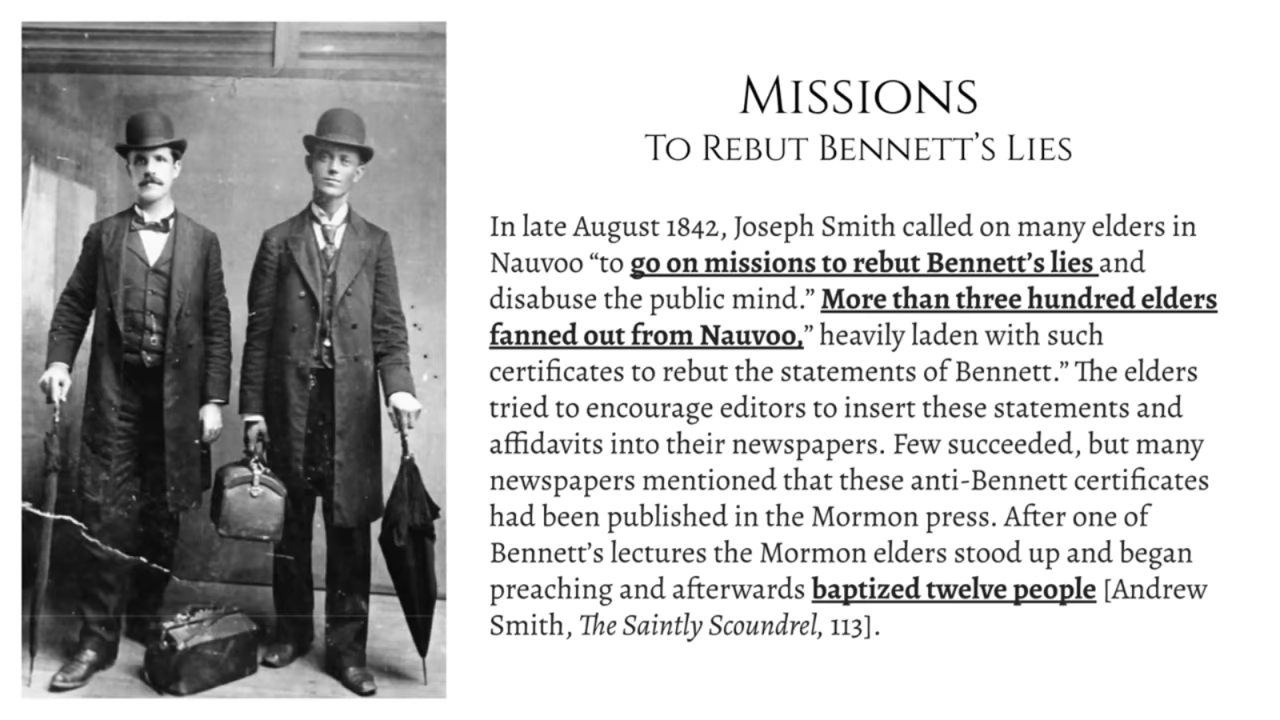 Missions
To Rebut Bennett’s Lies
In late August 1842, Joseph Smith called on many elders in
Nauvoo “to go on missions to rebut Bennett’s lies and
disabuse the public mind.” More than three hundred elders
fanned out from Nauvoo,” heavily laden with such
certificates to rebut the statements of Bennett.” The elders
tried to encourage editors to insert these statements and
affidavits into their newspapers. Few succeeded, but many
newspapers mentioned that these anti-Bennett certificates
had been published in the Mormon press. After one of
Bennett’s lectures the Mormon elders stood up and began
preaching and afterwards baptized twelve people [Andrew
Smith, The Saintly Scoundrel, 113].